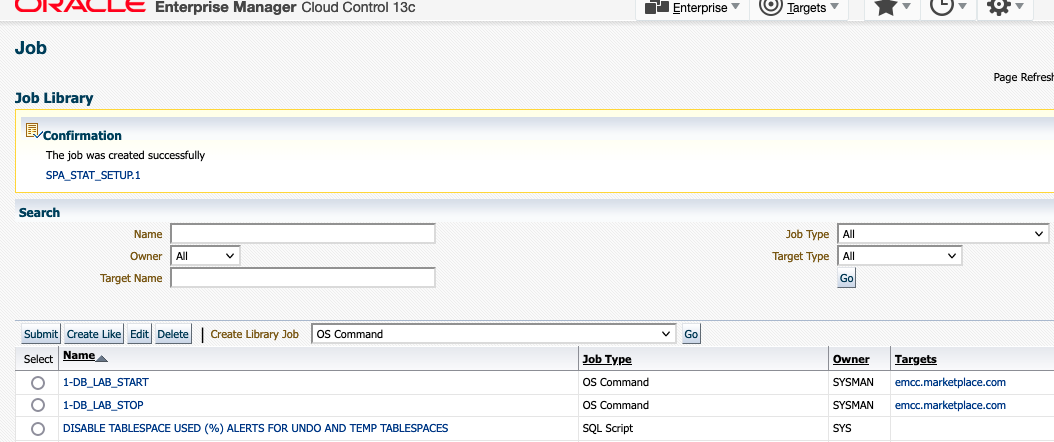 ORACLE Enterprise Manager Cloud Control 13c Enterprise Targets
Job
Page Refresh
Job Library
Confirmation
The job was created successfully
SPA_STAT_SETUP.1
Search
Name Job Type All
Owner All Target Type All
Target Name Go
Submit Create Like Edit Delete | Create Library Job OS Command Go
Select Name Job Type Owner Targets
1-DB_LAB_START OS Command SYSMAN emcc.marketplace.com
1-DB_LAB_STOP OS Command SYSMAN emcc.marketplace.com
DISABLE TABLESPACE USED (%) ALERTS FOR UNDO AND TEMP TABLESPACES SQL Script SYS